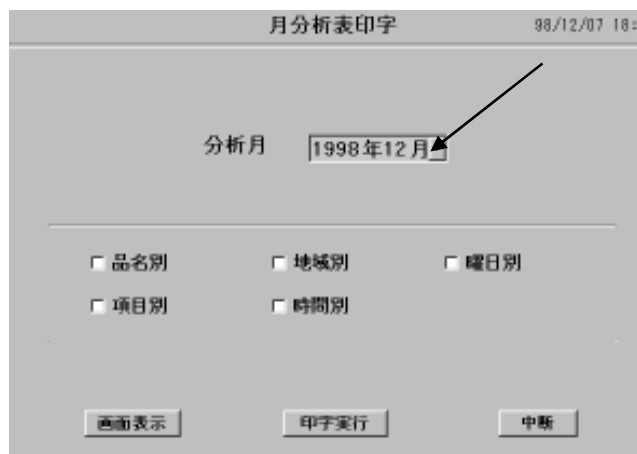 月分析表印字 98/12/07 18:
分析月 1998年12月
品名別 地域別 曜日別
項目別 時間別
画面表示 印字実行 中断